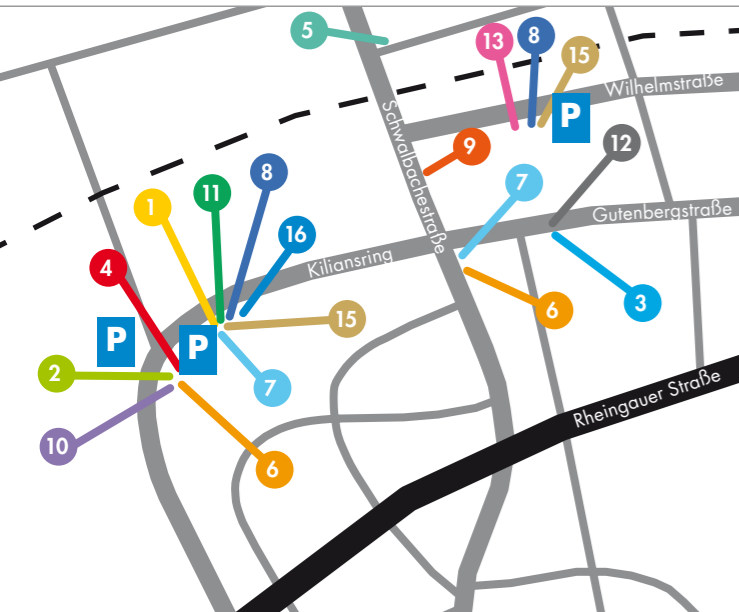 5
13
8
15
Wilhelmstraße
P
Schwalbachestraße
9
12
8
7
11
1
Gutenbergstraße
16
Kiliansring
4
3
6
15
P
P
2
7
Rheingauer Straße
10
6